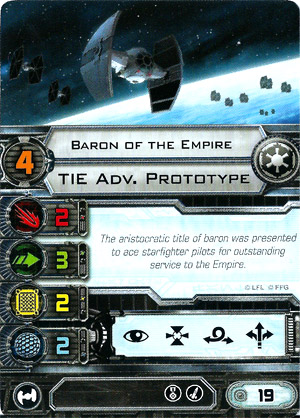 Baron of the Empire
4
TIE Adv. Prototype
2
3
2
2
The aristocratic title of baron was presented
to ace starfighter pilots for outstanding
service to the Empire.
© LFL © FFG
19